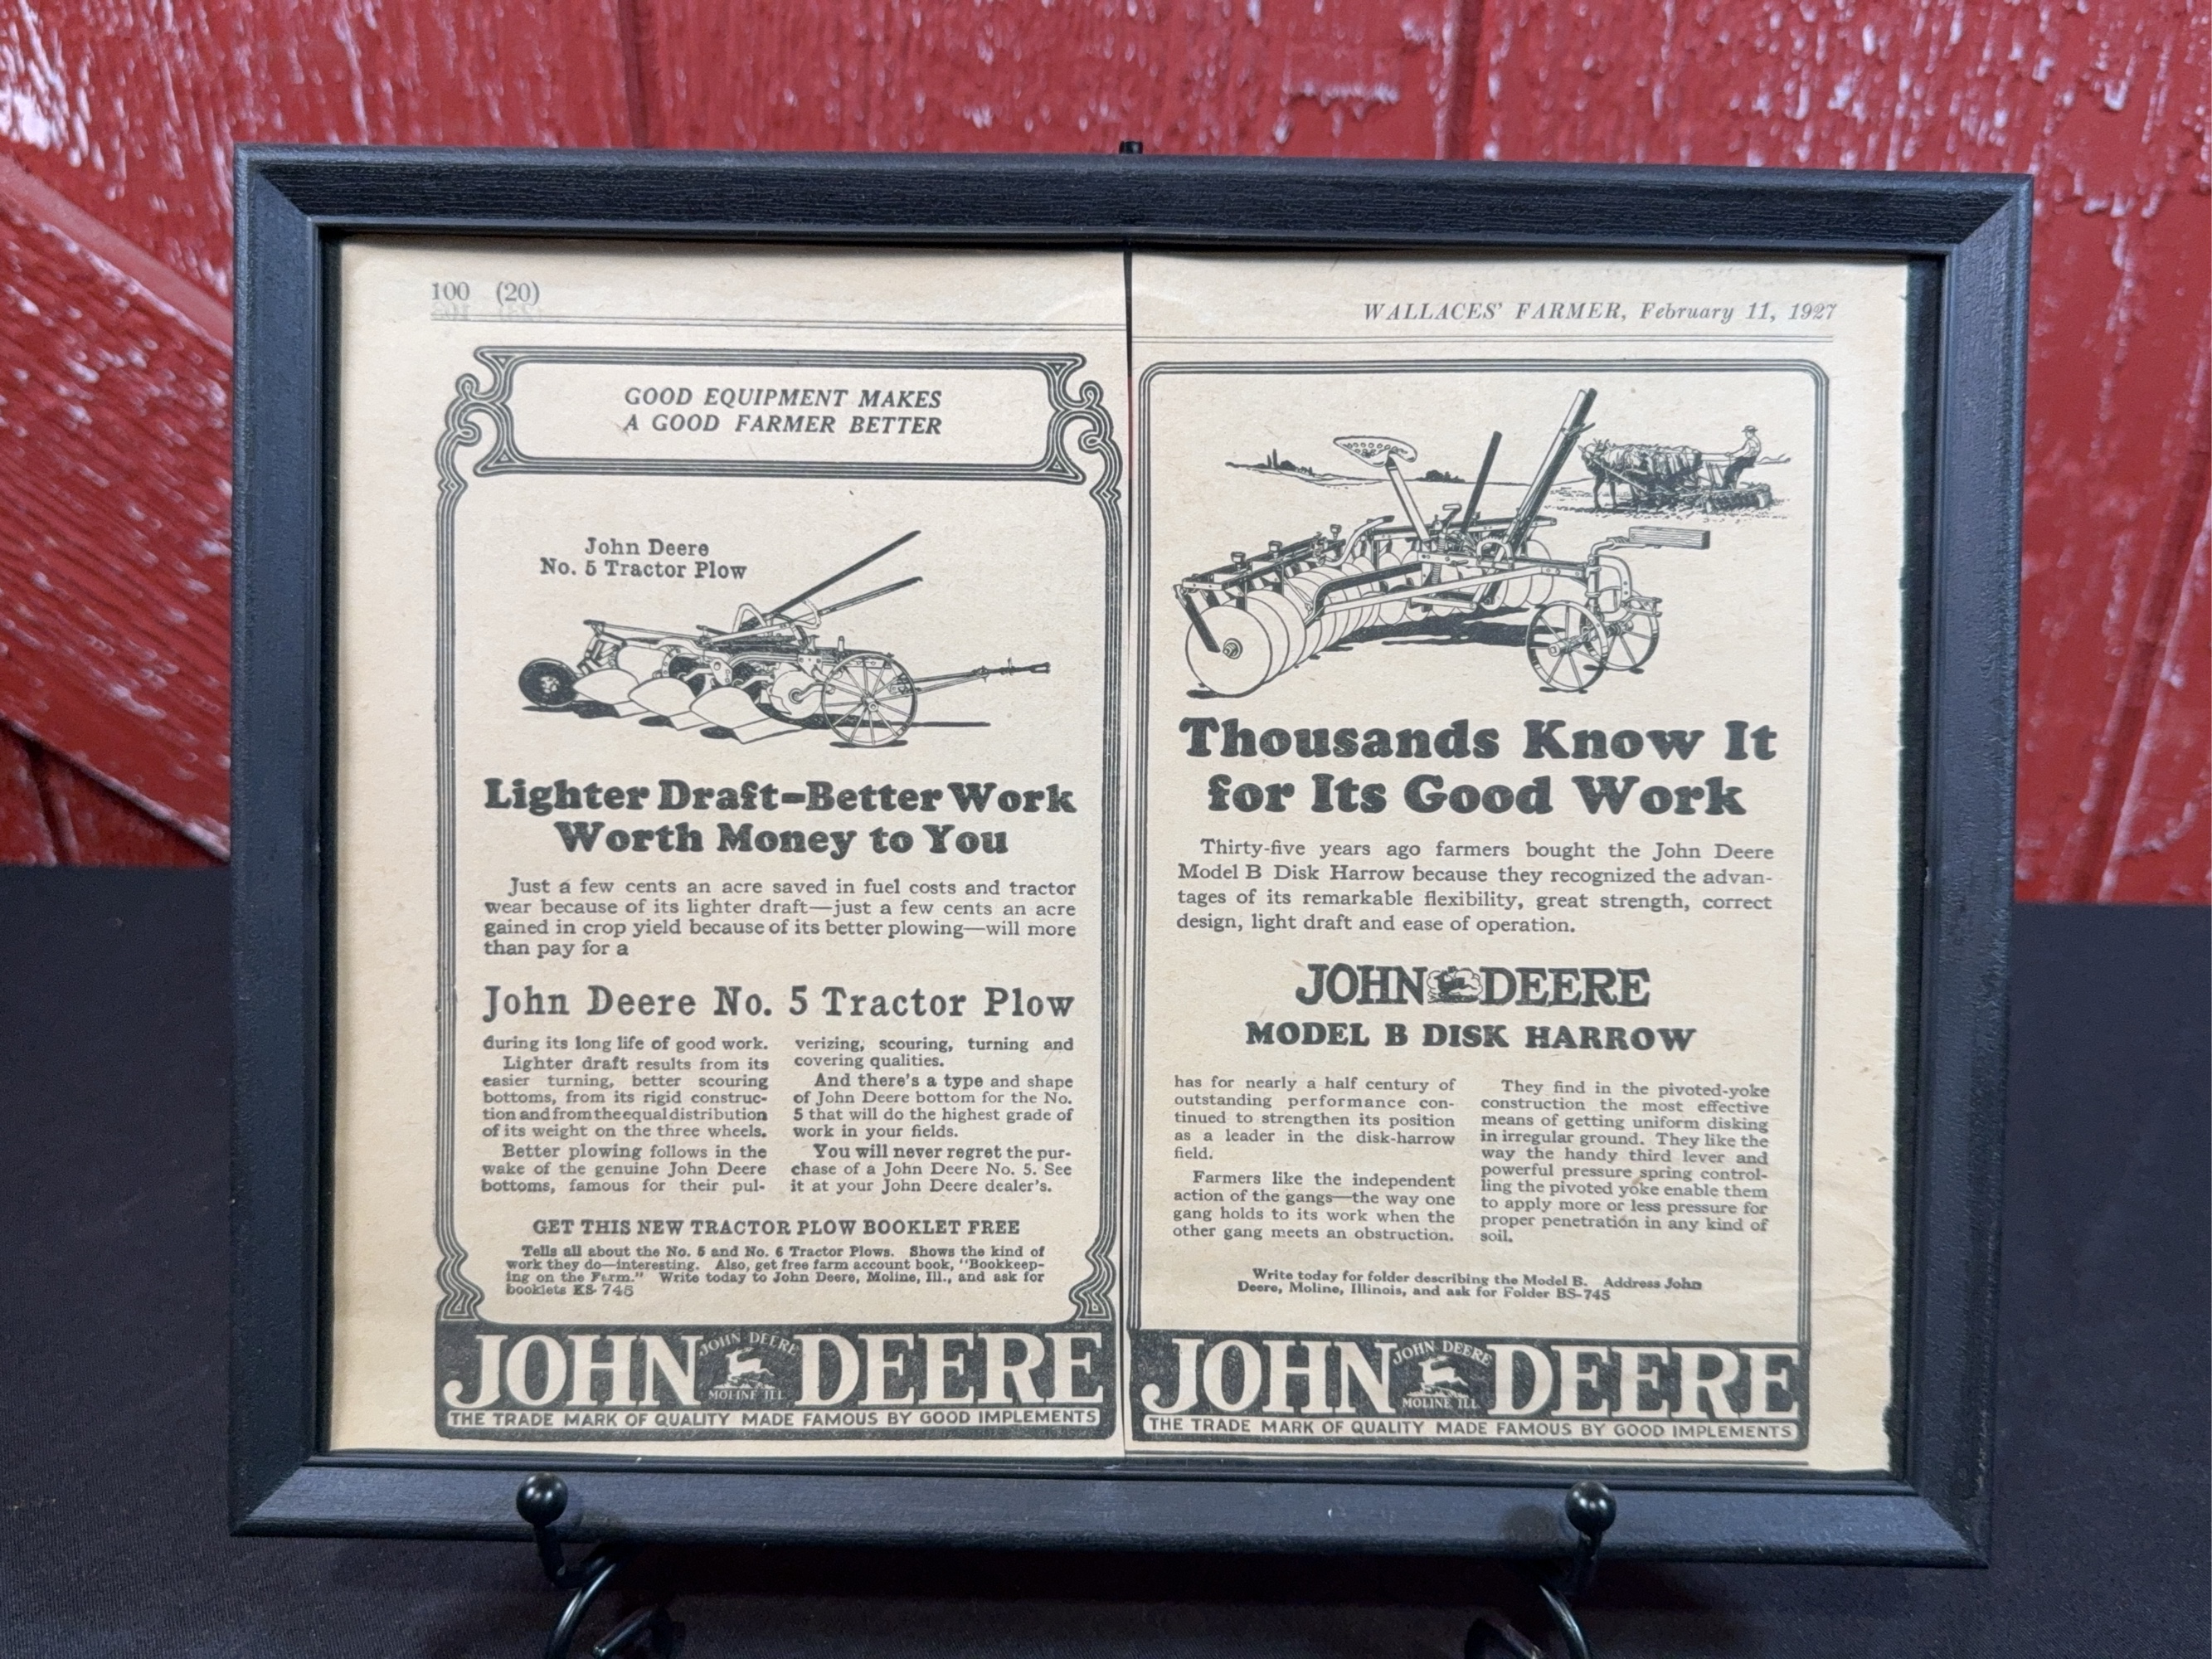 100 (20)
GOOD EQUIPMENT MAKES
A GOOD FARMER BETTER
John Deere
No. 5 Tractor Plow
Lighter Draft-Better Work
Worth Money to You
Just a few cents an acre saved in fuel costs and tractor
wear because of its lighter draft—just a few cents an acre
gained in crop yield because of its better plowing—will more
than pay for a
John Deere No. 5 Tractor Plow
during its long life of good work.
Lighter draft results from its
easier turning, better scouring
bottoms, from its rigid construc-
tion and from the equal distribution
of its weight on the three wheels.
Better plowing follows in the
wake of the genuine John Deere
bottoms, famous for their pul-
verizing, scouring, turning and
covering qualities.
And there's a type and shape
of John Deere bottom for the No.
5 that will do the highest grade of
work in your fields.
You will never regret the pur-
chase of a John Deere No. 5. See
it at your John Deere dealer's.
GET THIS NEW TRACTOR PLOW BOOKLET FREE
Tells all about the No. 5 and No. 6 Tractor Plows. Shows the kind of
work they do—interesting. Also, get free farm account book, "Bookkeep-
ing on the Farm." Write today to John Deere, Moline, Ill., and ask for
booklets KS-745
JOHN DEERE
JOHN DEERE
MOLINE ILL
THE TRADE MARK OF QUALITY MADE FAMOUS BY GOOD IMPLEMENTS
WALLACES' FARMER, February 11, 1927
Thousands Know It
for Its Good Work
Thirty-five years ago farmers bought the John Deere
Model B Disk Harrow because they recognized the advan-
tages of its remarkable flexibility, great strength, correct
design, light draft and ease of operation.
JOHN DEERE
MODEL B DISK HARROW
has for nearly a half century of
outstanding performance con-
tinued to strengthen its position
as a leader in the disk-harrow
field.
Farmers like the independent
action of the gangs—the way one
gang holds to its work when the
other gang meets an obstruction.
They find in the pivoted-yoke
construction the most effective
means of getting uniform disking
in irregular ground. They like the
way the handy third lever and
powerful pressure spring control-
ling the pivoted yoke enable them
to apply more or less pressure for
proper penetration in any kind of
soil.
Write today for folder describing the Model B. Address John
Deere, Moline, Illinois, and ask for Folder BS-745
JOHN DEERE
JOHN DEERE
MOLINE ILL
THE TRADE MARK OF QUALITY MADE FAMOUS BY GOOD IMPLEMENTS